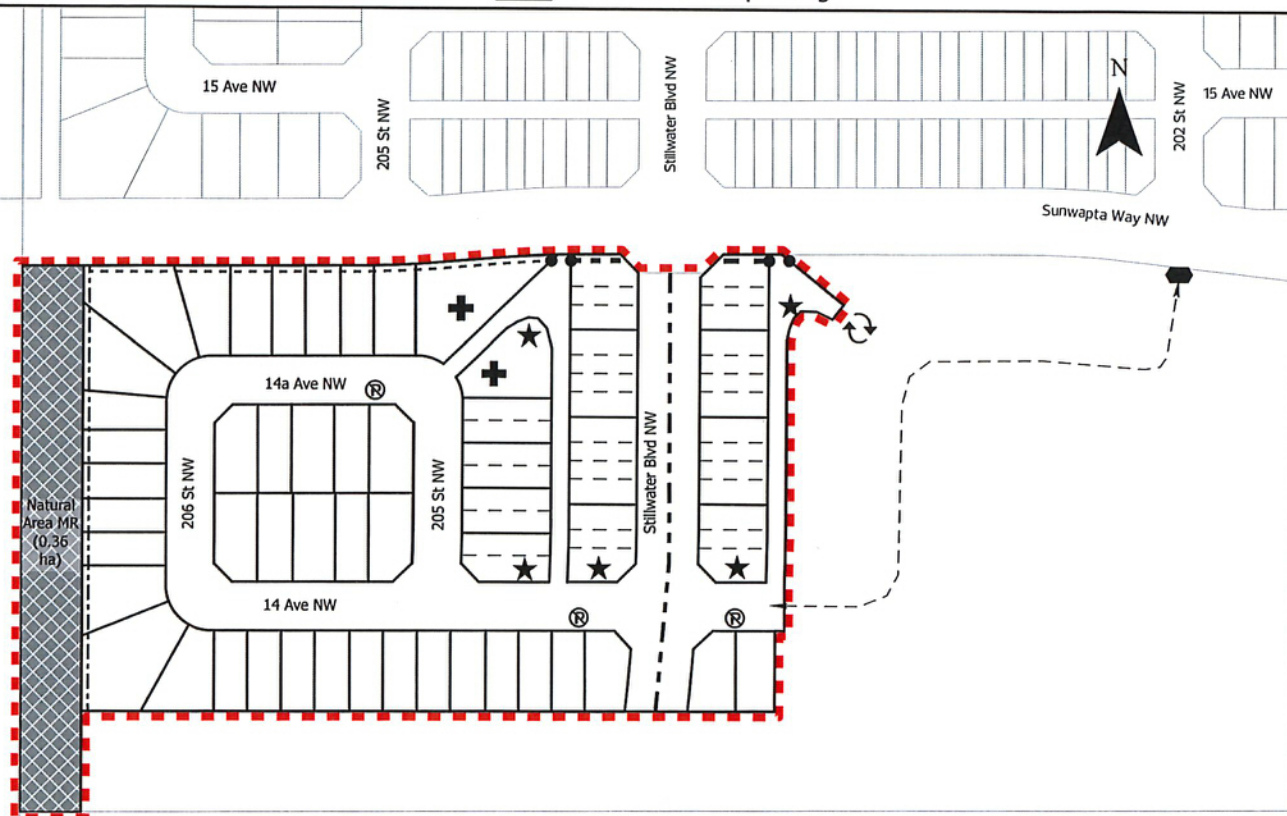 15 Ave NW
205 St NW
Stillwater Blvd NW
N
202 St NW
15 Ave NW
Sunwapta Way NW
14a Ave NW
®
Natural
Area MR
(0.36
ha)
206 St NW
205 St NW
Stillwater Blvd NW
14 Ave NW
®
®